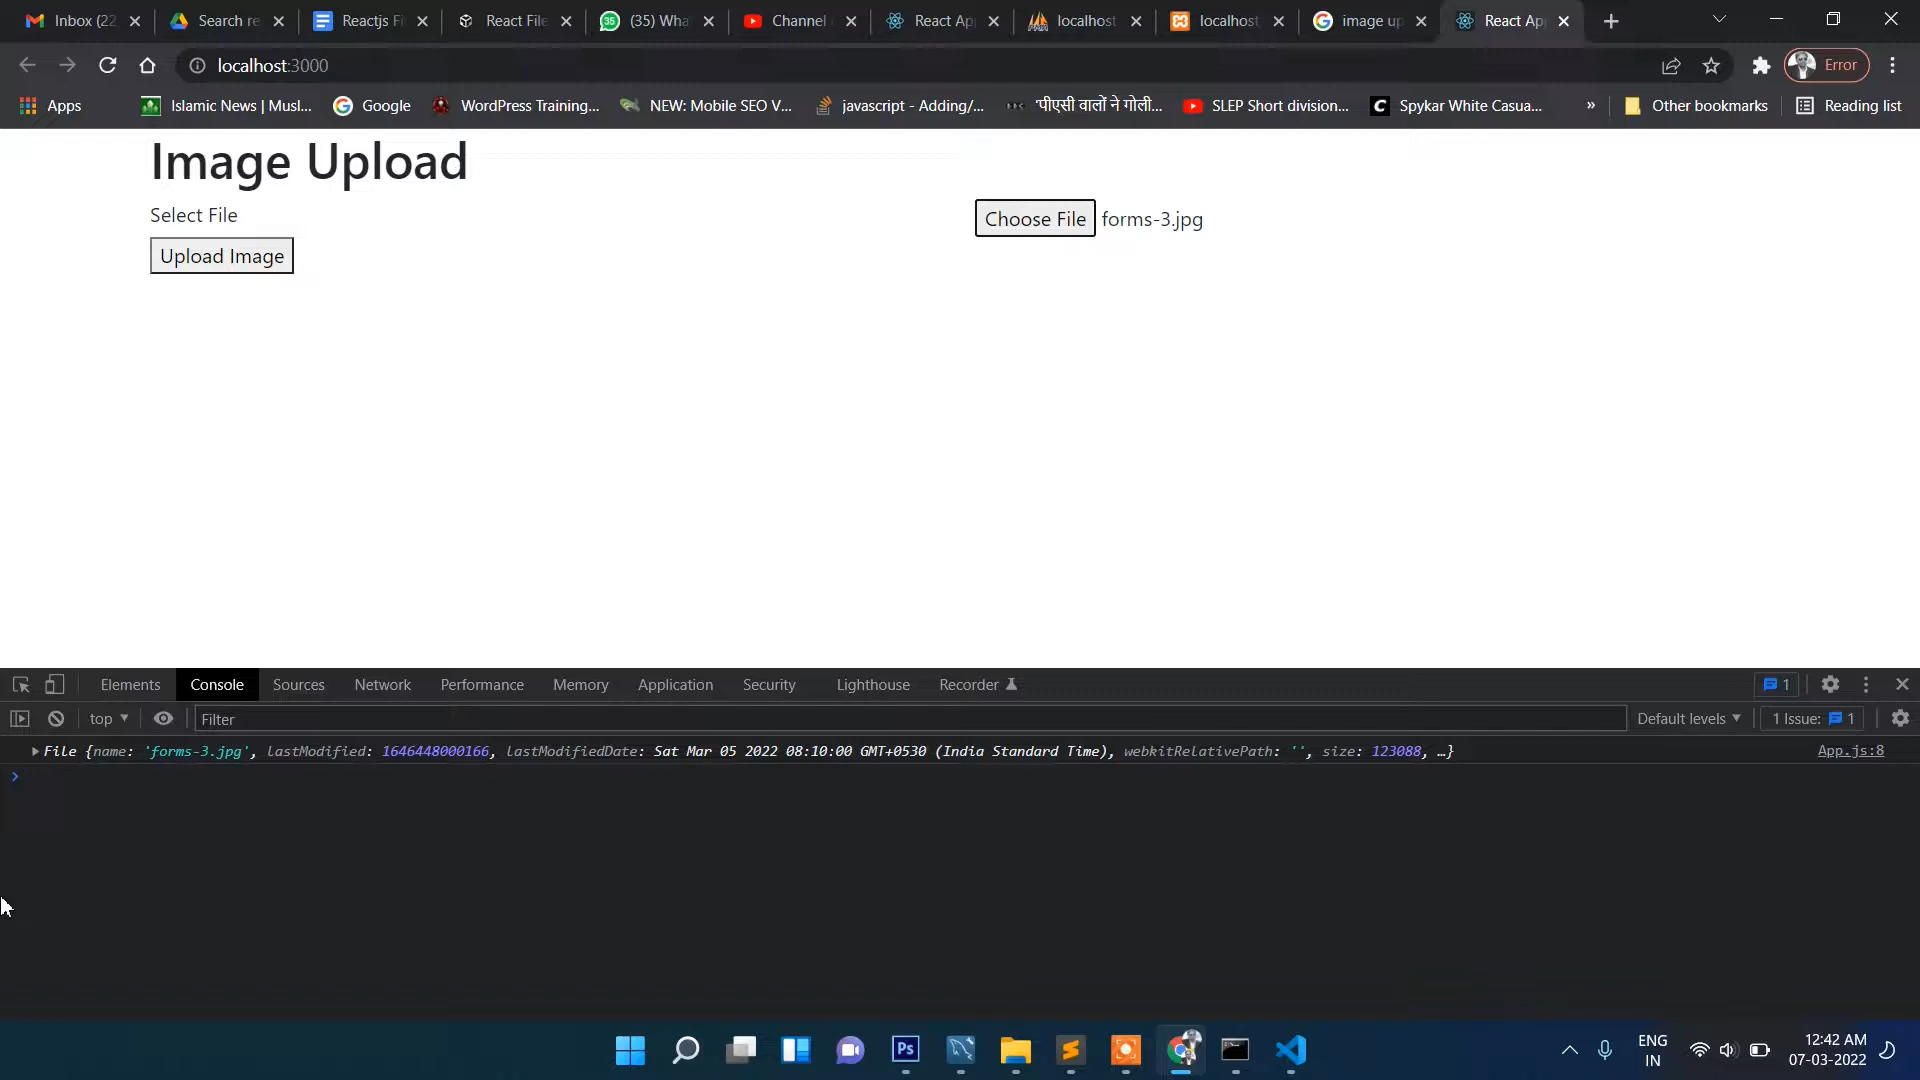 Inbox (22
Search re
Reactjs Fi
React File
35
(35) Wha
Channel
React Ap
localhost
localhost
image up
React Ap
localhost:3000
Error
Apps
Islamic News | Musl...
Google
WordPress Training...
NEW: Mobile SEO V...
javascript - Adding/...
'पीएसी वालों ने गोली...
SLEP Short division...
C
Spykar White Casua...
»
Other bookmarks
Reading list
Image Upload
Select File
Choose File forms-3.jpg
Upload Image
Elements
Console
Sources
Network
Performance
Memory
Application
Security
Lighthouse
Recorder
1
top
Filter
Default levels
1 Issue: 1
File {name: 'forms-3.jpg', lastModified: 1646448000166, lastModifiedDate: Sat Mar 05 2022 08:10:00 GMT+0530 (India Standard Time), webkitRelativePath: '', size: 123088, …}
App.js:8
Ps
ENG
IN
12:42 AM
07-03-2022